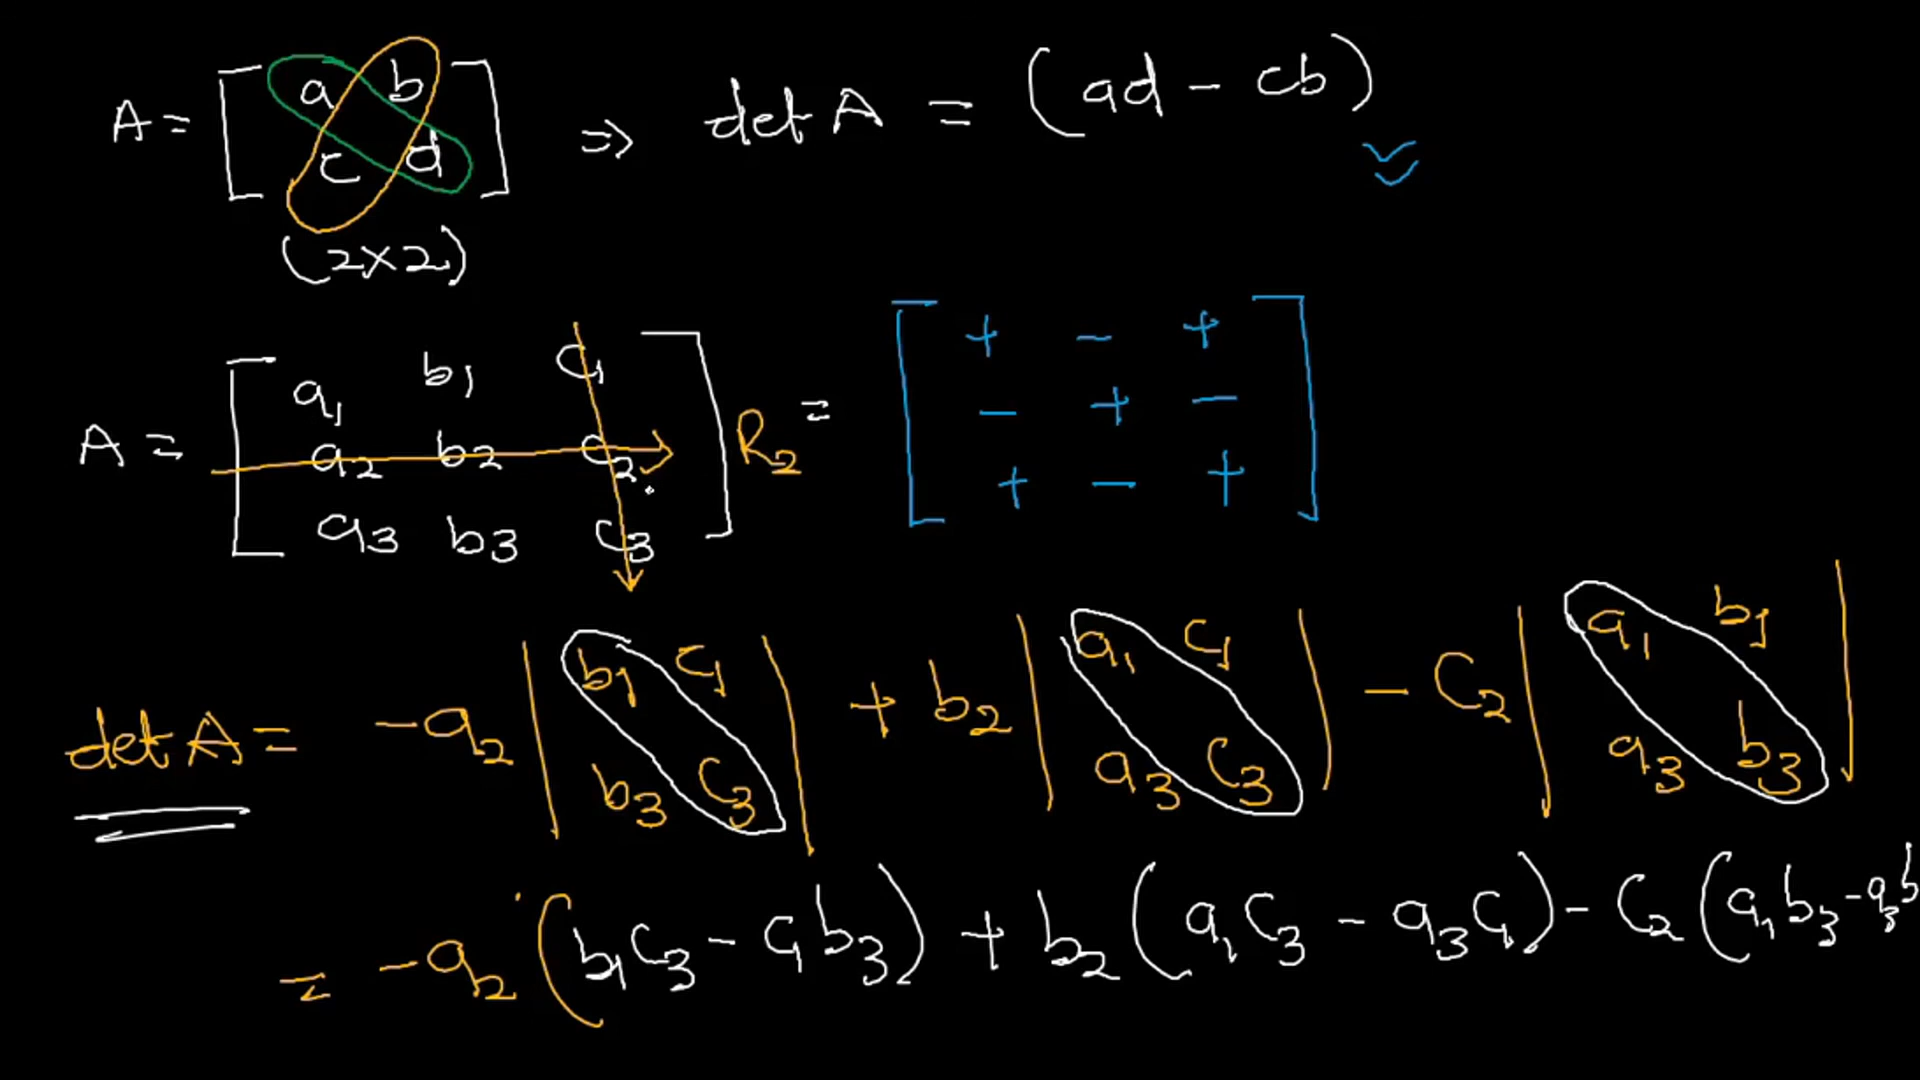 A = [ a b ⇒ det A = (ad - cb)
c d ]
(2×2)
A = [ a1 b1 c1 = [ + - +
a2 b2 c2 R2 - + -
a3 b3 c3 ] + - + ]
det A = -a2 | b1 c1 | + b2 | a1 c1 | - c2 | a1 b1 |
b3 c3 a3 c3 a3 b3
= -a2 (b1c3 - c1b3) + b2 (a1c3 - a3c1) - c2 (a1b3 - a3b